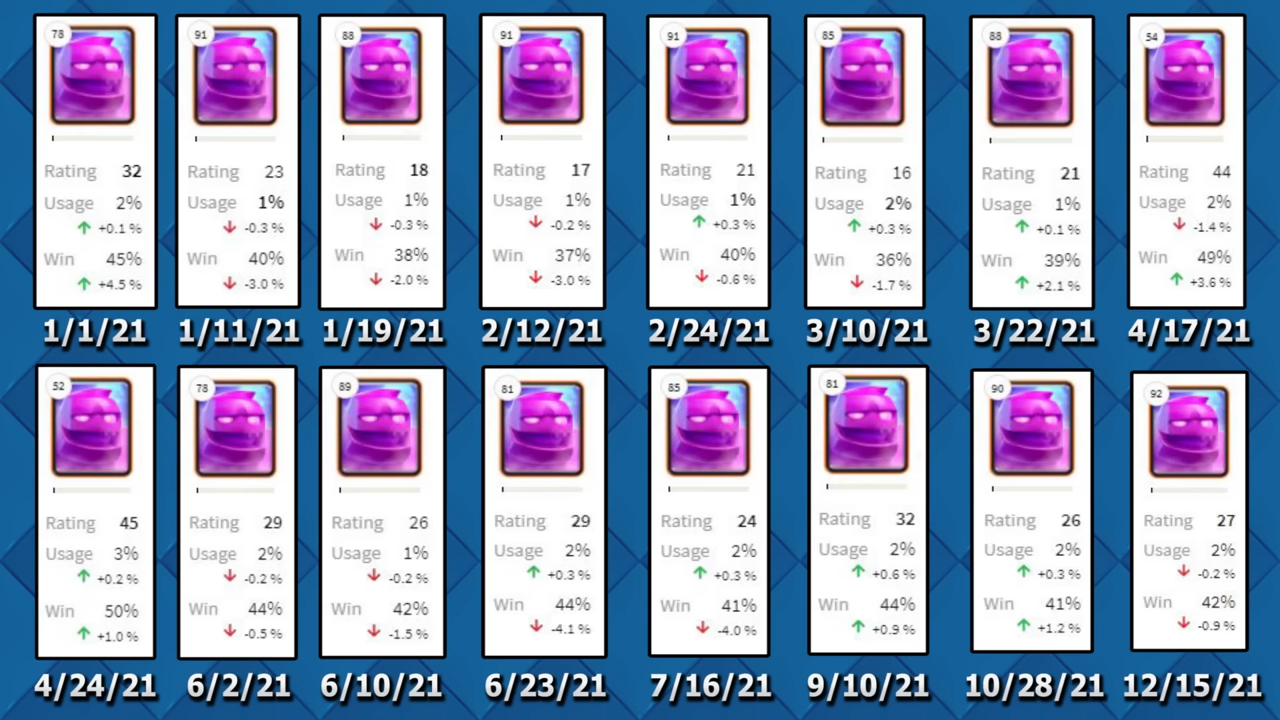 78
Rating 32
Usage 2%
+0.1 %
Win 45%
+4.5 %
1/1/21
91
Rating 23
Usage 1%
-0.3 %
Win 40%
-3.0 %
1/11/21
88
Rating 18
Usage 1%
-0.3 %
Win 38%
-2.0 %
1/19/21
91
Rating 17
Usage 1%
-0.2 %
Win 37%
-3.0 %
2/12/21
91
Rating 21
Usage 1%
+0.3 %
Win 40%
-0.6 %
2/24/21
85
Rating 16
Usage 2%
+0.3 %
Win 36%
-1.7 %
3/10/21
88
Rating 21
Usage 1%
+0.1 %
Win 39%
+2.1 %
3/22/21
54
Rating 44
Usage 2%
-1.4 %
Win 49%
+3.6 %
4/17/21
52
Rating 45
Usage 3%
+0.2 %
Win 50%
+1.0 %
4/24/21
78
Rating 29
Usage 2%
-0.2 %
Win 44%
-0.5 %
6/2/21
89
Rating 26
Usage 1%
-0.2 %
Win 42%
-1.5 %
6/10/21
81
Rating 29
Usage 2%
+0.3 %
Win 44%
-4.1 %
6/23/21
85
Rating 24
Usage 2%
+0.3 %
Win 41%
-4.0 %
7/16/21
81
Rating 32
Usage 2%
+0.6 %
Win 44%
+0.9 %
9/10/21
90
Rating 26
Usage 2%
+0.3 %
Win 41%
+1.2 %
10/28/21
92
Rating 27
Usage 2%
-0.2 %
Win 42%
-0.9 %
12/15/21